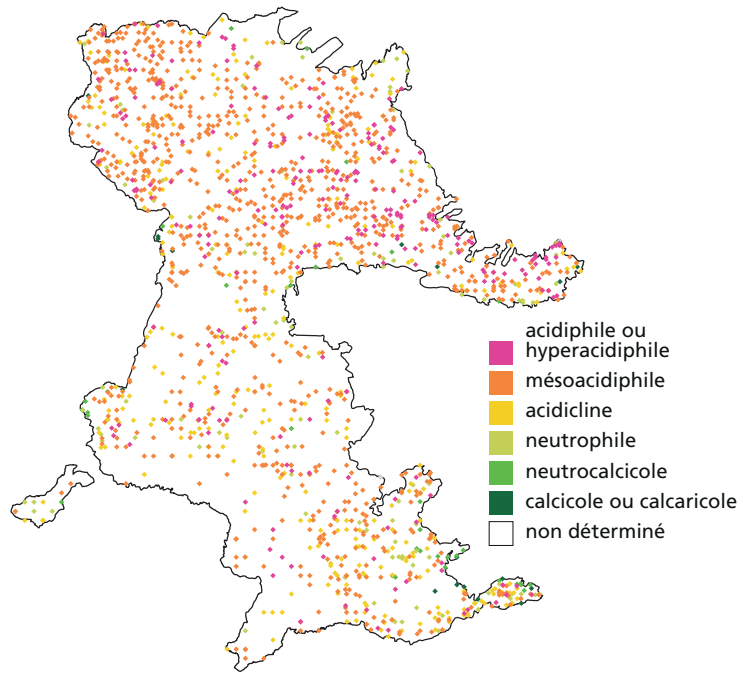 acidiphile ou
hyperacidiphile
mésoacidiphile
acidicline
neutrophile
neutrocalcicole
calcicole ou calcaricole
non déterminé